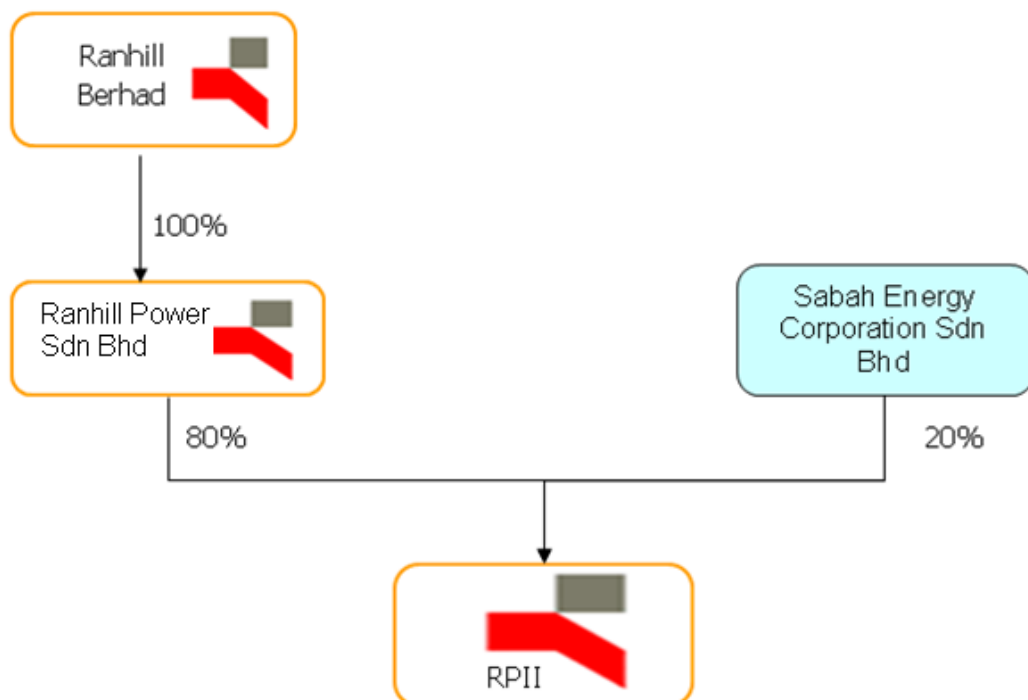 Ranhill
Berhad
100%
Ranhill Power
Sdn Bhd
Sabah Energy
Corporation Sdn
Bhd
80%
20%
RPII